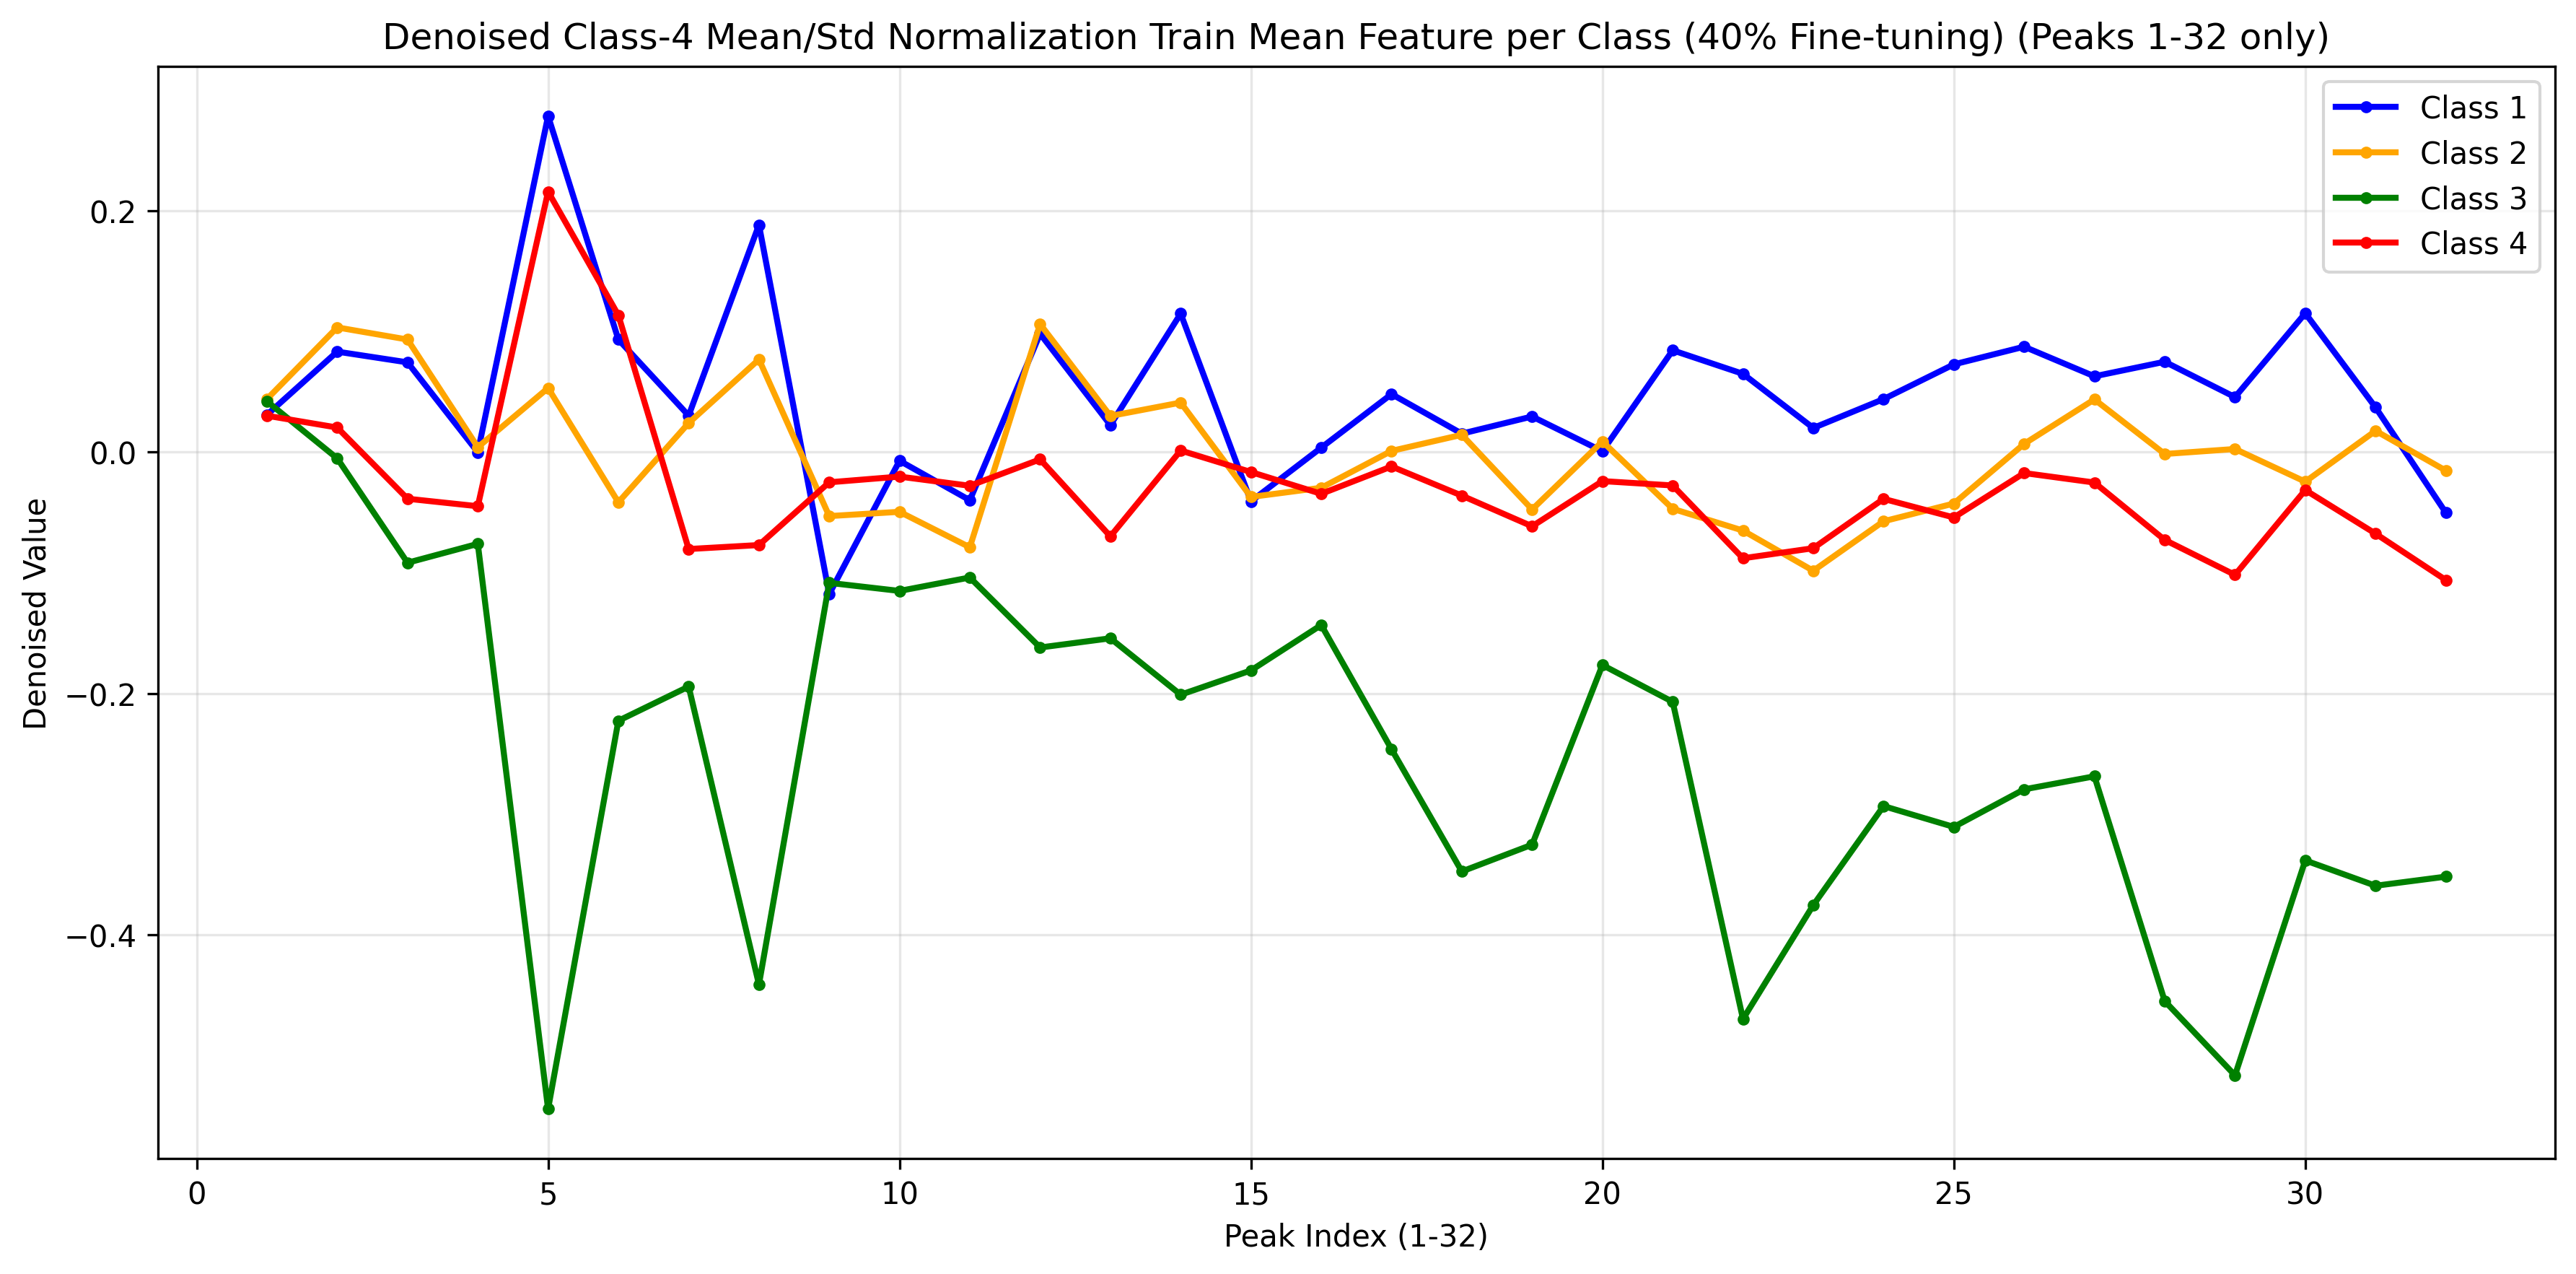 Denoised Class-4 Mean/Std Normalization Train Mean Feature per Class (40% Fine-tuning) (Peaks 1-32 only)
Class 1
Class 2
Class 3
Class 4
0.2
0.0
−0.2
−0.4
Denoised Value
0 5 10 15 20 25 30
Peak Index (1-32)